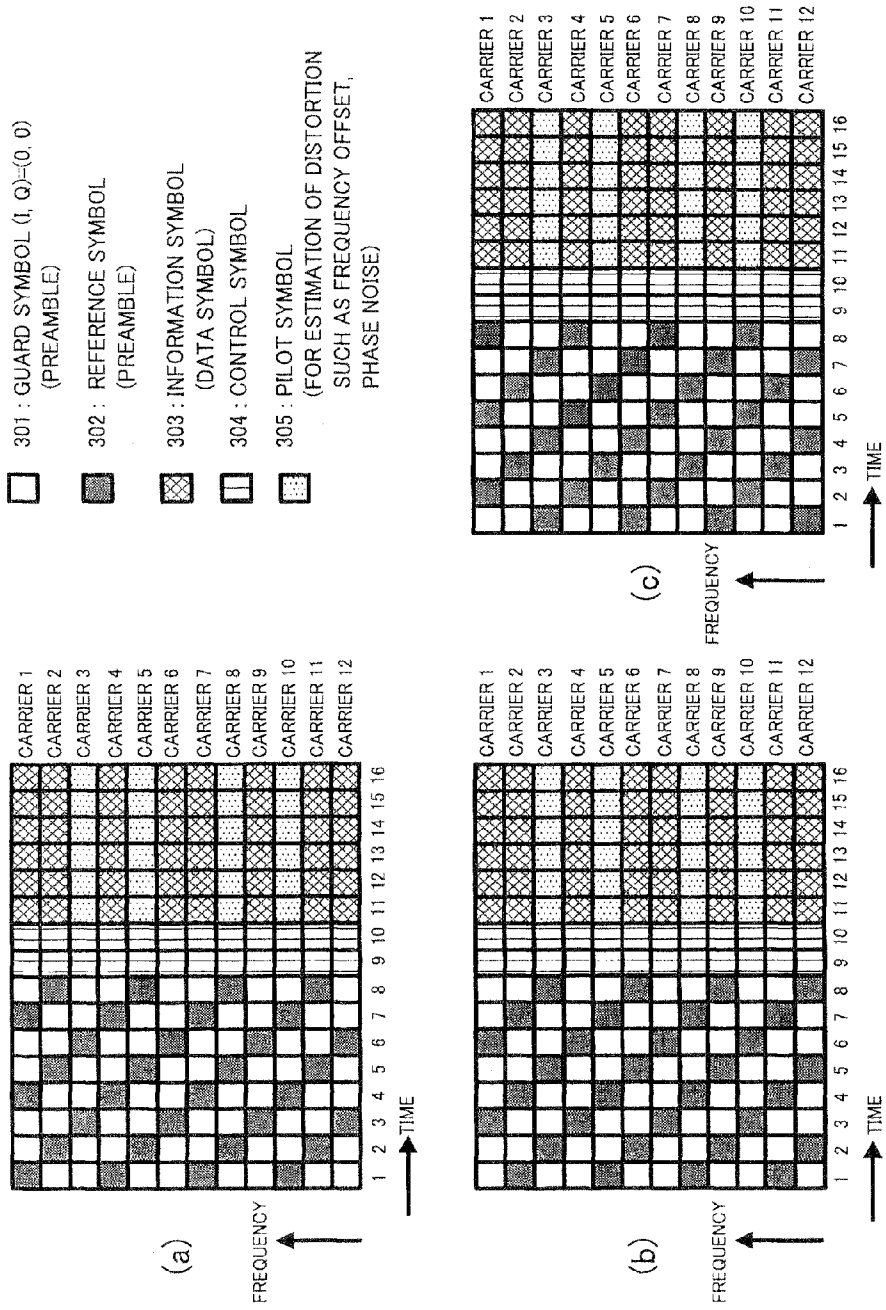 301 : GUARD SYMBOL (I, Q)=(0, 0)
(PREAMBLE)
302 : REFERENCE SYMBOL
(PREAMBLE)
303 : INFORMATION SYMBOL
(DATA SYMBOL)
304 : CONTROL SYMBOL
305 : PILOT SYMBOL
(FOR ESTIMATION OF DISTORTION
SUCH AS FREQUENCY OFFSET,
PHASE NOISE)
(a)
FREQUENCY
CARRIER 1
CARRIER 2
CARRIER 3
CARRIER 4
CARRIER 5
CARRIER 6
CARRIER 7
CARRIER 8
CARRIER 9
CARRIER 10
CARRIER 11
CARRIER 12
1 2 3 4 5 6 7 8 9 10 11 12 13 14 15 16
TIME
(b)
FREQUENCY
CARRIER 1
CARRIER 2
CARRIER 3
CARRIER 4
CARRIER 5
CARRIER 6
CARRIER 7
CARRIER 8
CARRIER 9
CARRIER 10
CARRIER 11
CARRIER 12
1 2 3 4 5 6 7 8 9 10 11 12 13 14 15 16
TIME
(c)
FREQUENCY
CARRIER 1
CARRIER 2
CARRIER 3
CARRIER 4
CARRIER 5
CARRIER 6
CARRIER 7
CARRIER 8
CARRIER 9
CARRIER 10
CARRIER 11
CARRIER 12
1 2 3 4 5 6 7 8 9 10 11 12 13 14 15 16
TIME